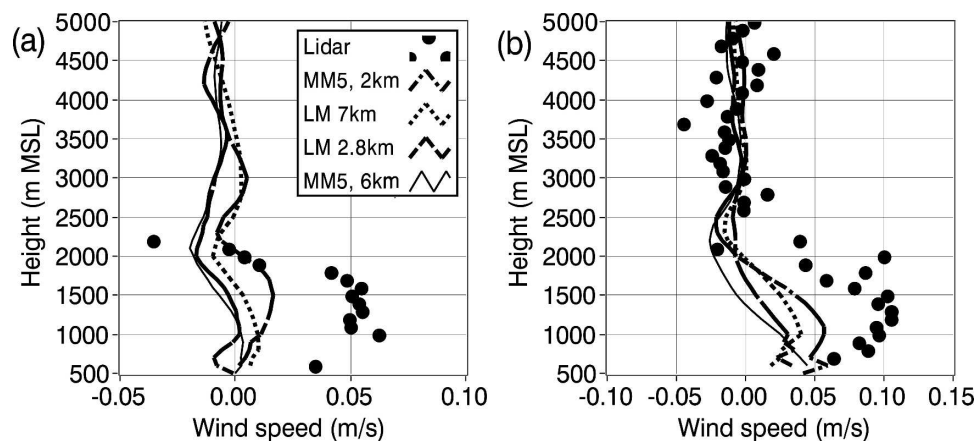 (a)
Height (m MSL)
5000
4500
4000
3500
3000
2500
2000
1500
1000
500
-0.05
0.00
0.05
0.10
Wind speed (m/s)
Lidar
MM5, 2km
LM 7km
LM 2.8km
MM5, 6km
(b)
Height (m MSL)
5000
4500
4000
3500
3000
2500
2000
1500
1000
500
-0.10
-0.05
0.00
0.05
0.10
0.15
Wind speed (m/s)